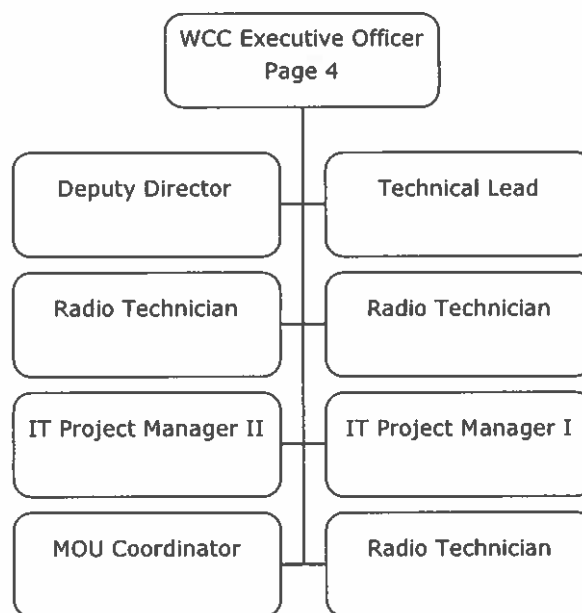 WCC Executive Officer
Page 4
Deputy Director
Technical Lead
Radio Technician
Radio Technician
IT Project Manager II
IT Project Manager I
MOU Coordinator
Radio Technician